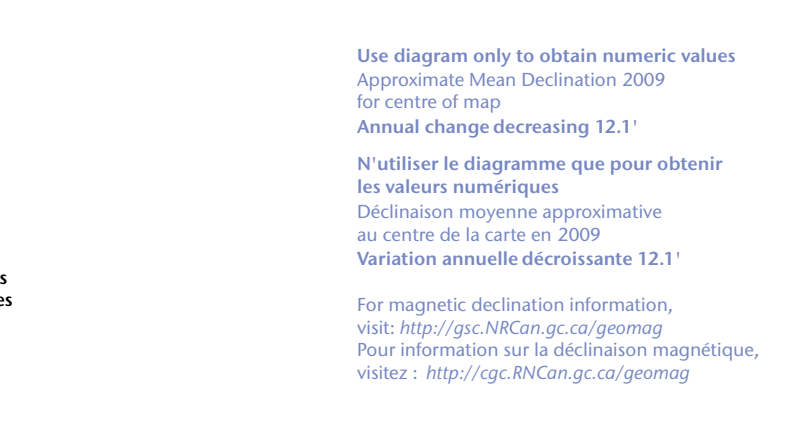 Use diagram only to obtain numeric values
Approximate Mean Declination 2009
for centre of map
Annual change decreasing 12.1'
N'utiliser le diagramme que pour obtenir
les valeurs numériques
Déclinaison moyenne approximative
au centre de la carte en 2009
Variation annuelle décroissante 12.1'
For magnetic declination information,
visit: http://gsc.NRCan.gc.ca/geomag
Pour information sur la déclinaison magnétique,
visitez : http://cgc.RNCan.gc.ca/geomag